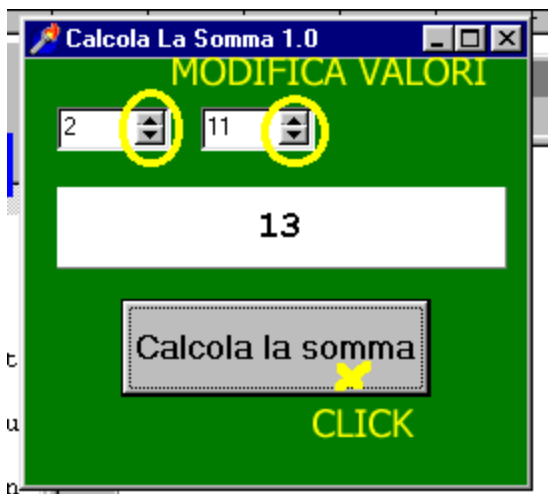 Calcola La Somma 1.0
MODIFICA VALORI
2 11
13
Calcola la somma
CLICK
t
u
n